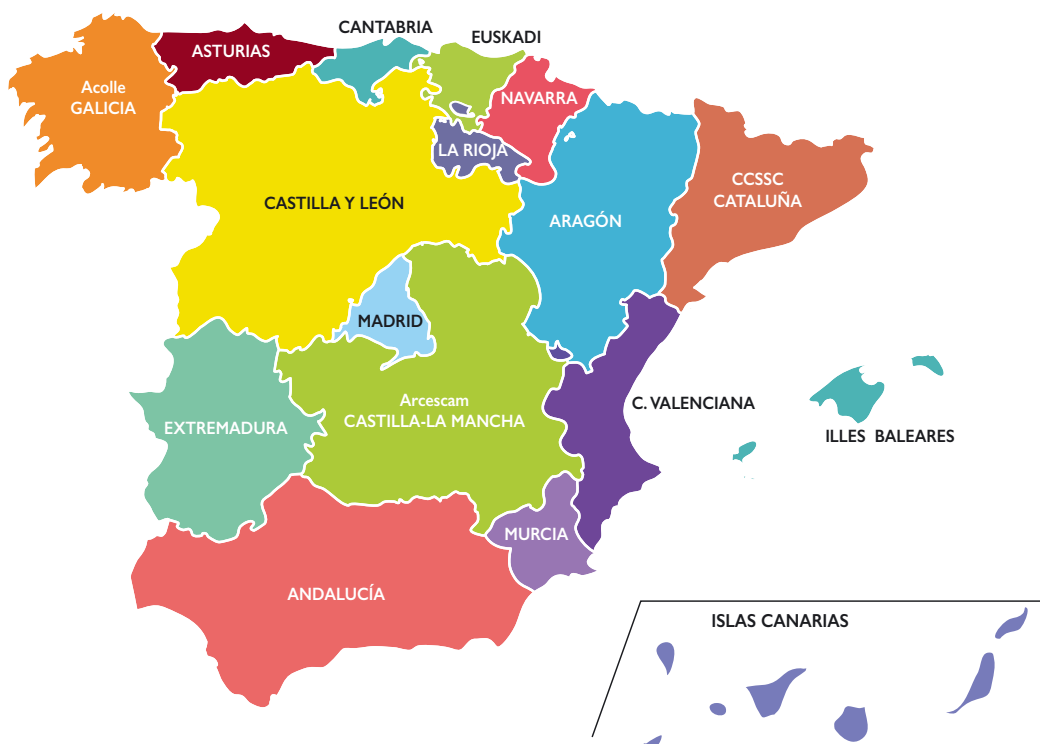 CANTABRIA
EUSKADI
ASTURIAS
Acolle
GALICIA
NAVARRA
LA RIOJA
CCSSC
CATALUÑA
CASTILLA Y LEÓN
ARAGÓN
MADRID
Arcescam
CASTILLA-LA MANCHA
C. VALENCIANA
EXTREMADURA
ILLES BALEARES
MURCIA
ANDALUCÍA
ISLAS CANARIAS